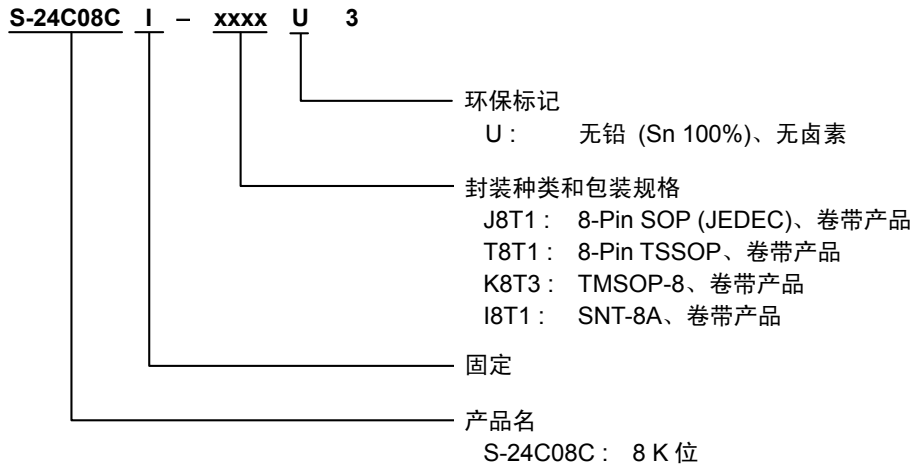 S-24C08C I – xxxx U 3
环保标记
U : 无铅 (Sn 100%)、无卤素
封装种类和包装规格
J8T1 : 8-Pin SOP (JEDEC)、卷带产品
T8T1 : 8-Pin TSSOP、卷带产品
K8T3 : TMSOP-8、卷带产品
I8T1 : SNT-8A、卷带产品
固定
产品名
S-24C08C : 8 K 位